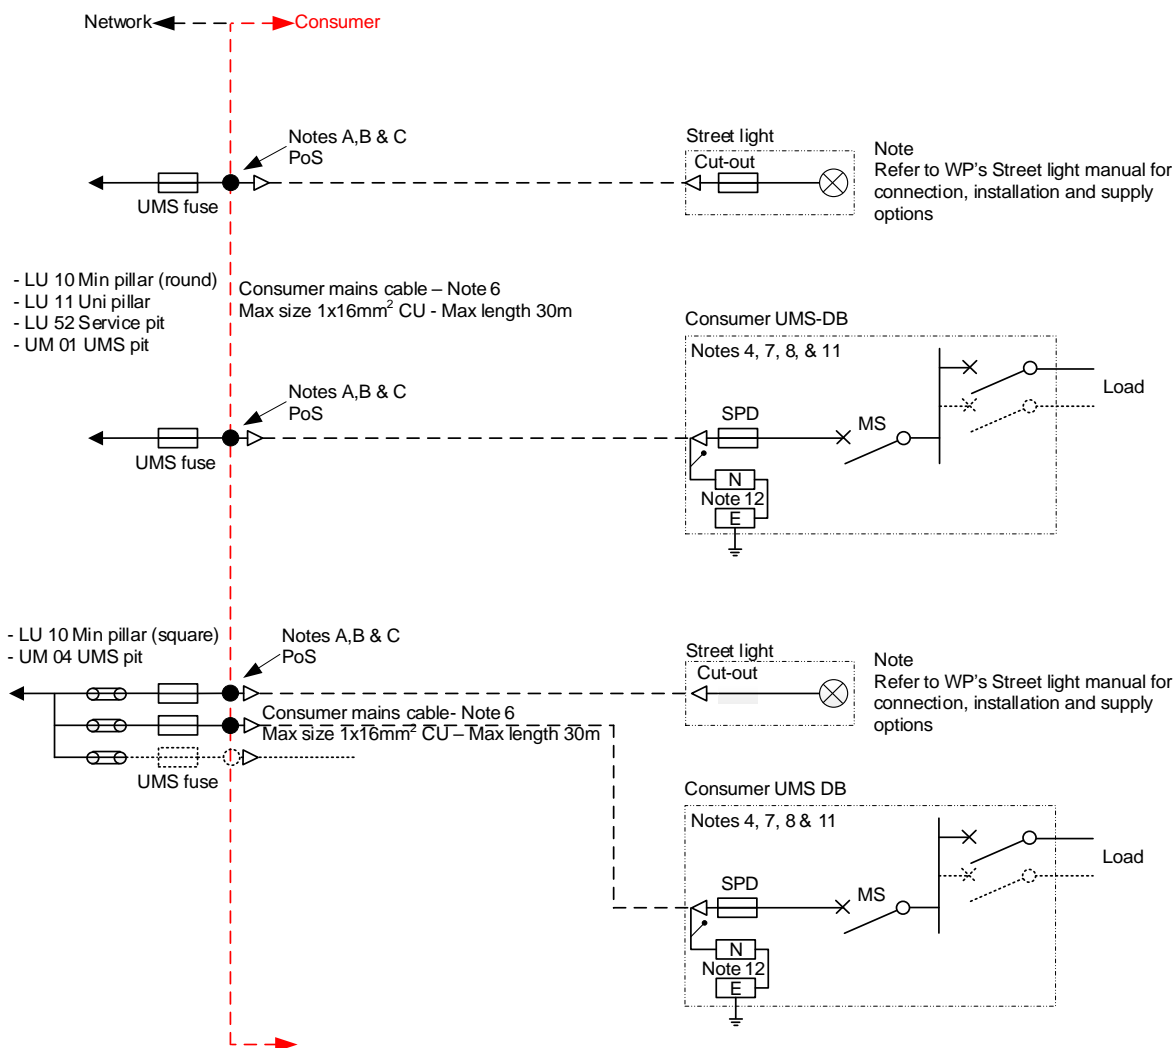 Network
Consumer
Notes A,B & C
PoS
UMS fuse
Street light
Cut-out
Note
Refer to WP's Street light manual for
connection, installation and supply
options
- LU 10 Min pillar (round)
- LU 11 Uni pillar
- LU 52 Service pit
- UM 01 UMS pit
Consumer mains cable – Note 6
Max size 1x16mm² CU - Max length 30m
Consumer UMS-DB
Notes 4, 7, 8, & 11
Notes A,B & C
PoS
UMS fuse
SPD
MS
Load
N
Note 12
E
- LU 10 Min pillar (square)
- UM 04 UMS pit
Notes A,B & C
PoS
Street light
Cut-out
Note
Refer to WP's Street light manual for
connection, installation and supply
options
Consumer mains cable- Note 6
Max size 1x16mm² CU – Max length 30m
UMS fuse
Consumer UMS DB
Notes 4, 7, 8 & 11
SPD
MS
Load
N
Note 12
E